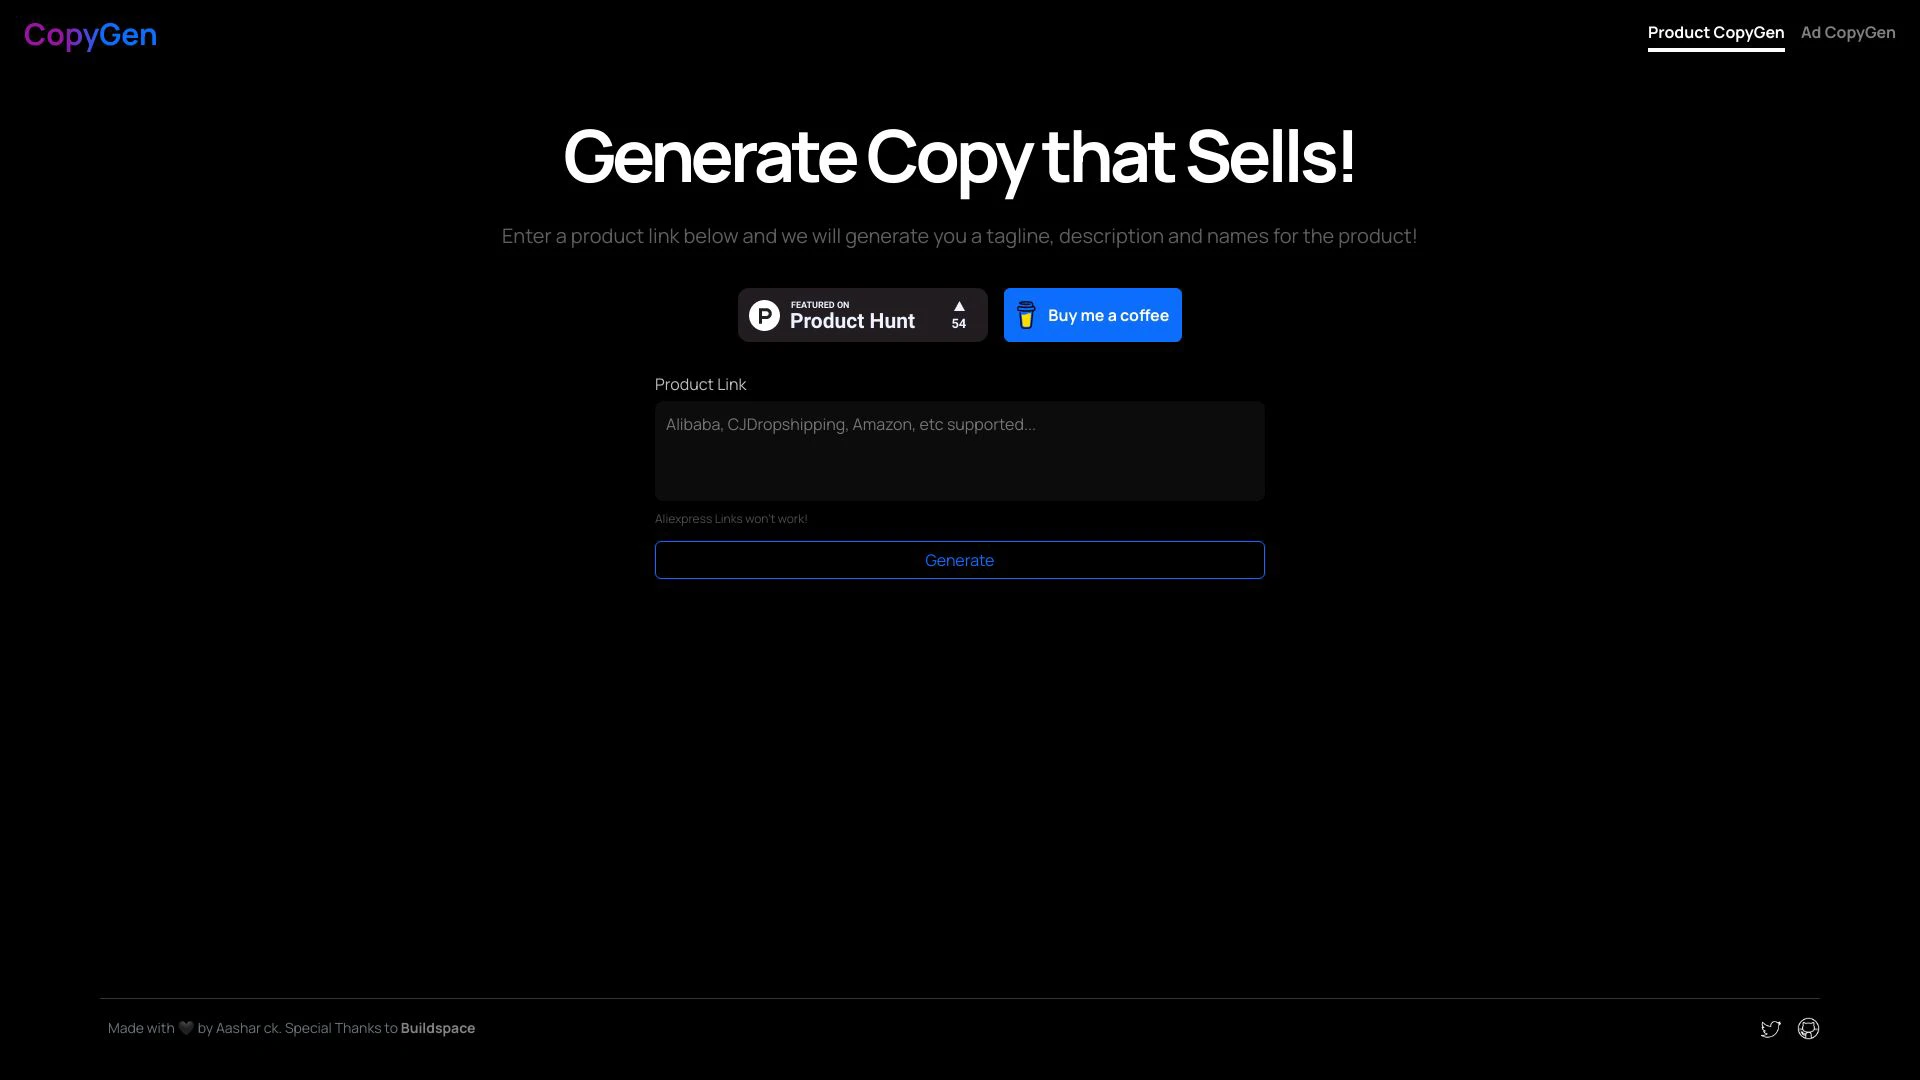 CopyGen
Product CopyGen
Ad CopyGen
Generate Copy that Sells!
Enter a product link below and we will generate you a tagline, description and names for the product!
P
FEATURED ON
Product Hunt
▲
54
Buy me a coffee
Product Link
Alibaba, CJDropshipping, Amazon, etc supported...
Aliexpress Links won't work!
Generate
Made with 🖤 by Aashar ck. Special Thanks to Buildspace